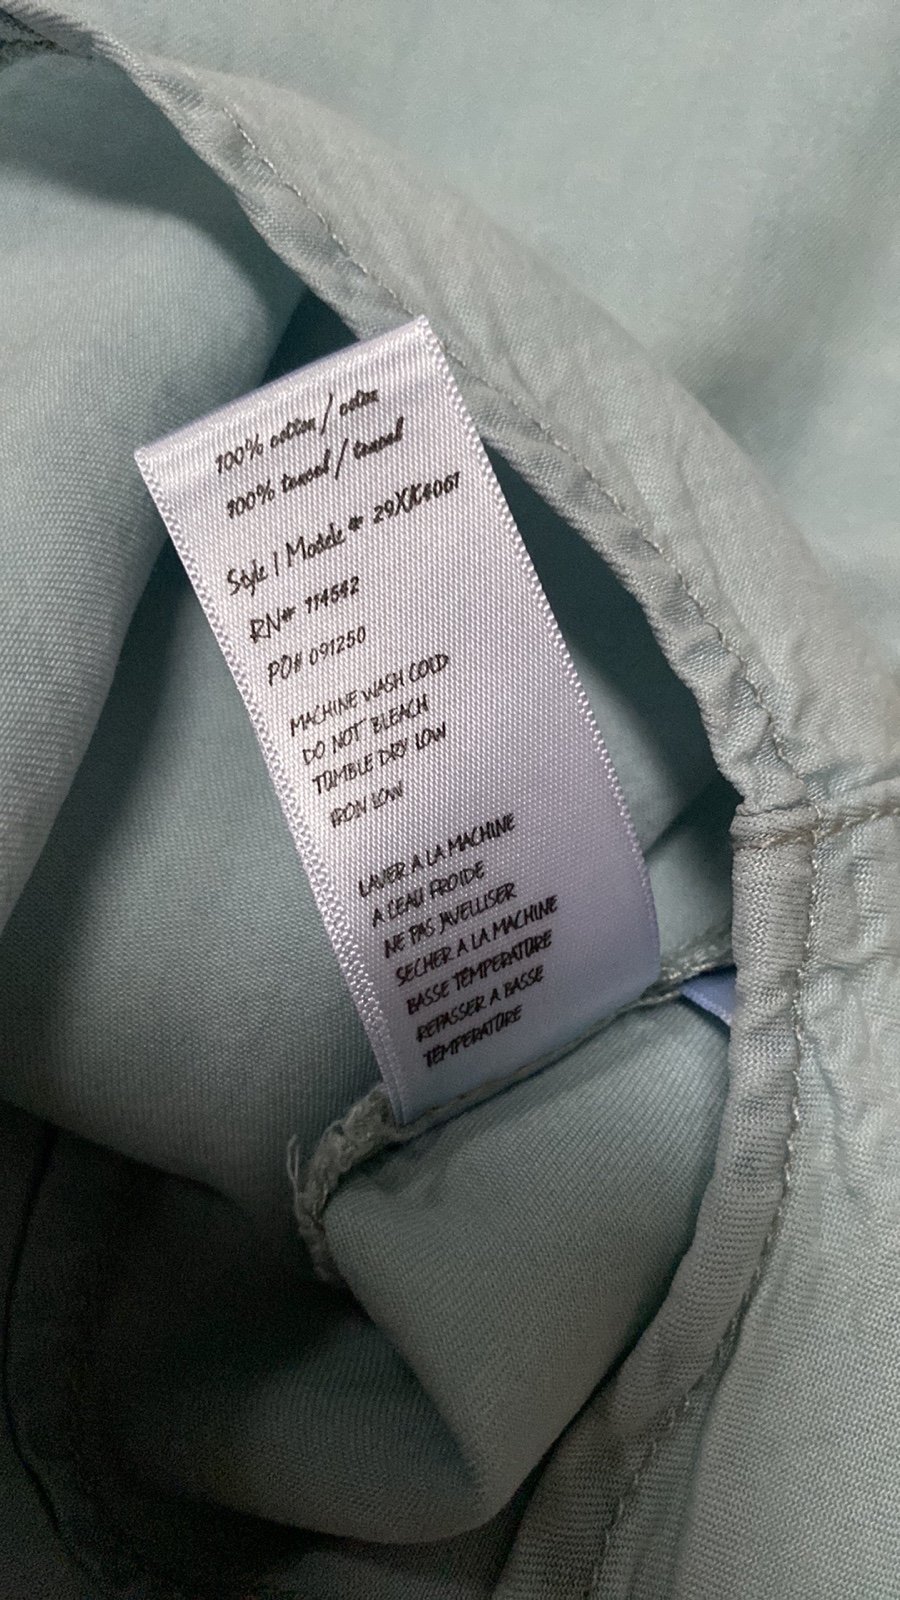 100% cotton / coton
100% tencel / tencel
Style / Modele # 29XK4061
RN# 114542
PO# 091250
MACHINE WASH COLD
DO NOT BLEACH
TUMBLE DRY LOW
IRON LOW
LAVER A LA MACHINE
A L'EAU FROIDE
NE PAS JAVELLISER
SECHER A LA MACHINE
BASSE TEMPERATURE
REPASSER A BASSE
TEMPERATURE